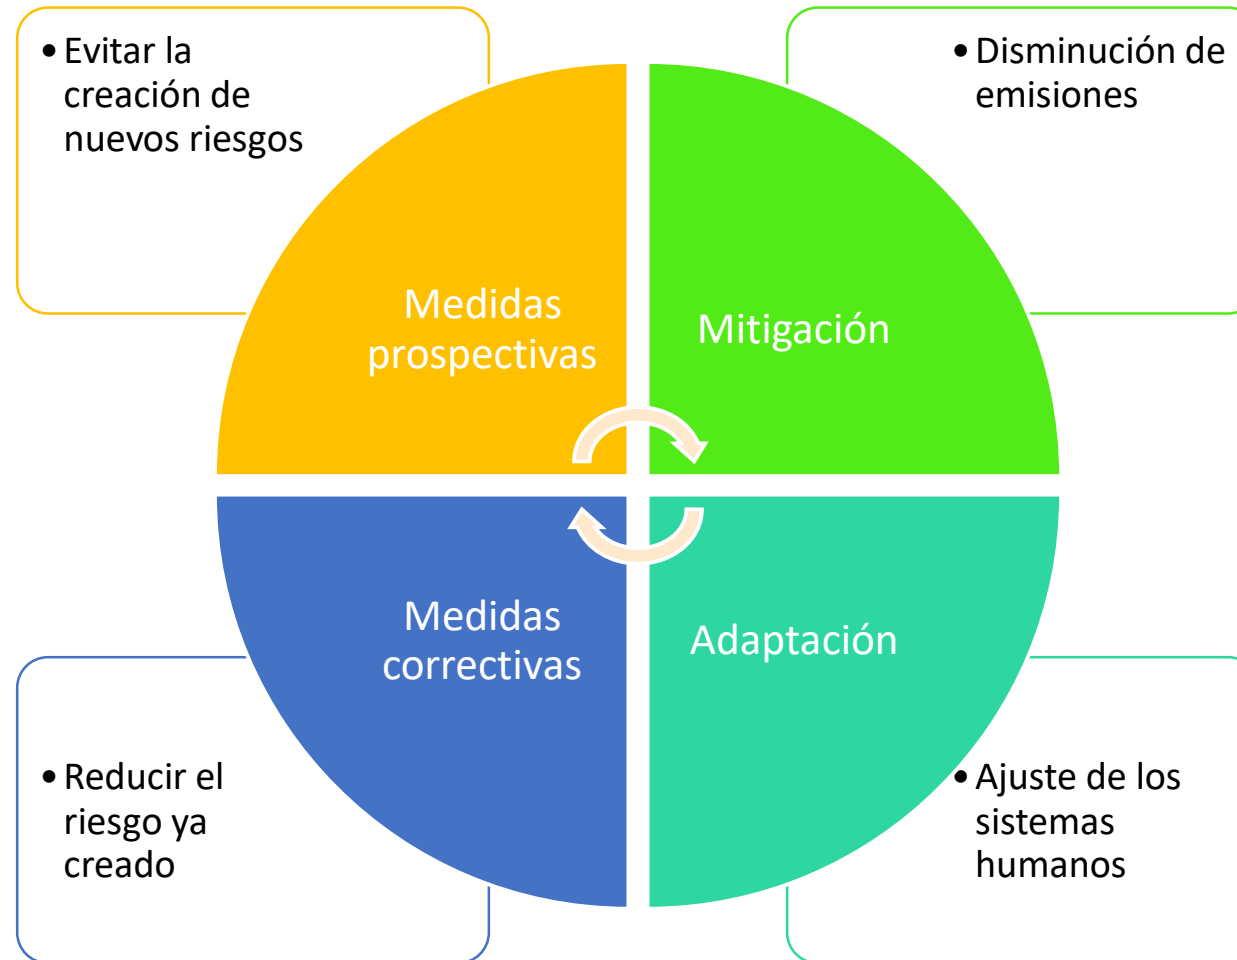 • Evitar la
creación de
nuevos riesgos
• Disminución de
emisiones
Medidas
prospectivas
Mitigación
Medidas
correctivas
Adaptación
• Reducir el
riesgo ya
creado
• Ajuste de los
sistemas
humanos